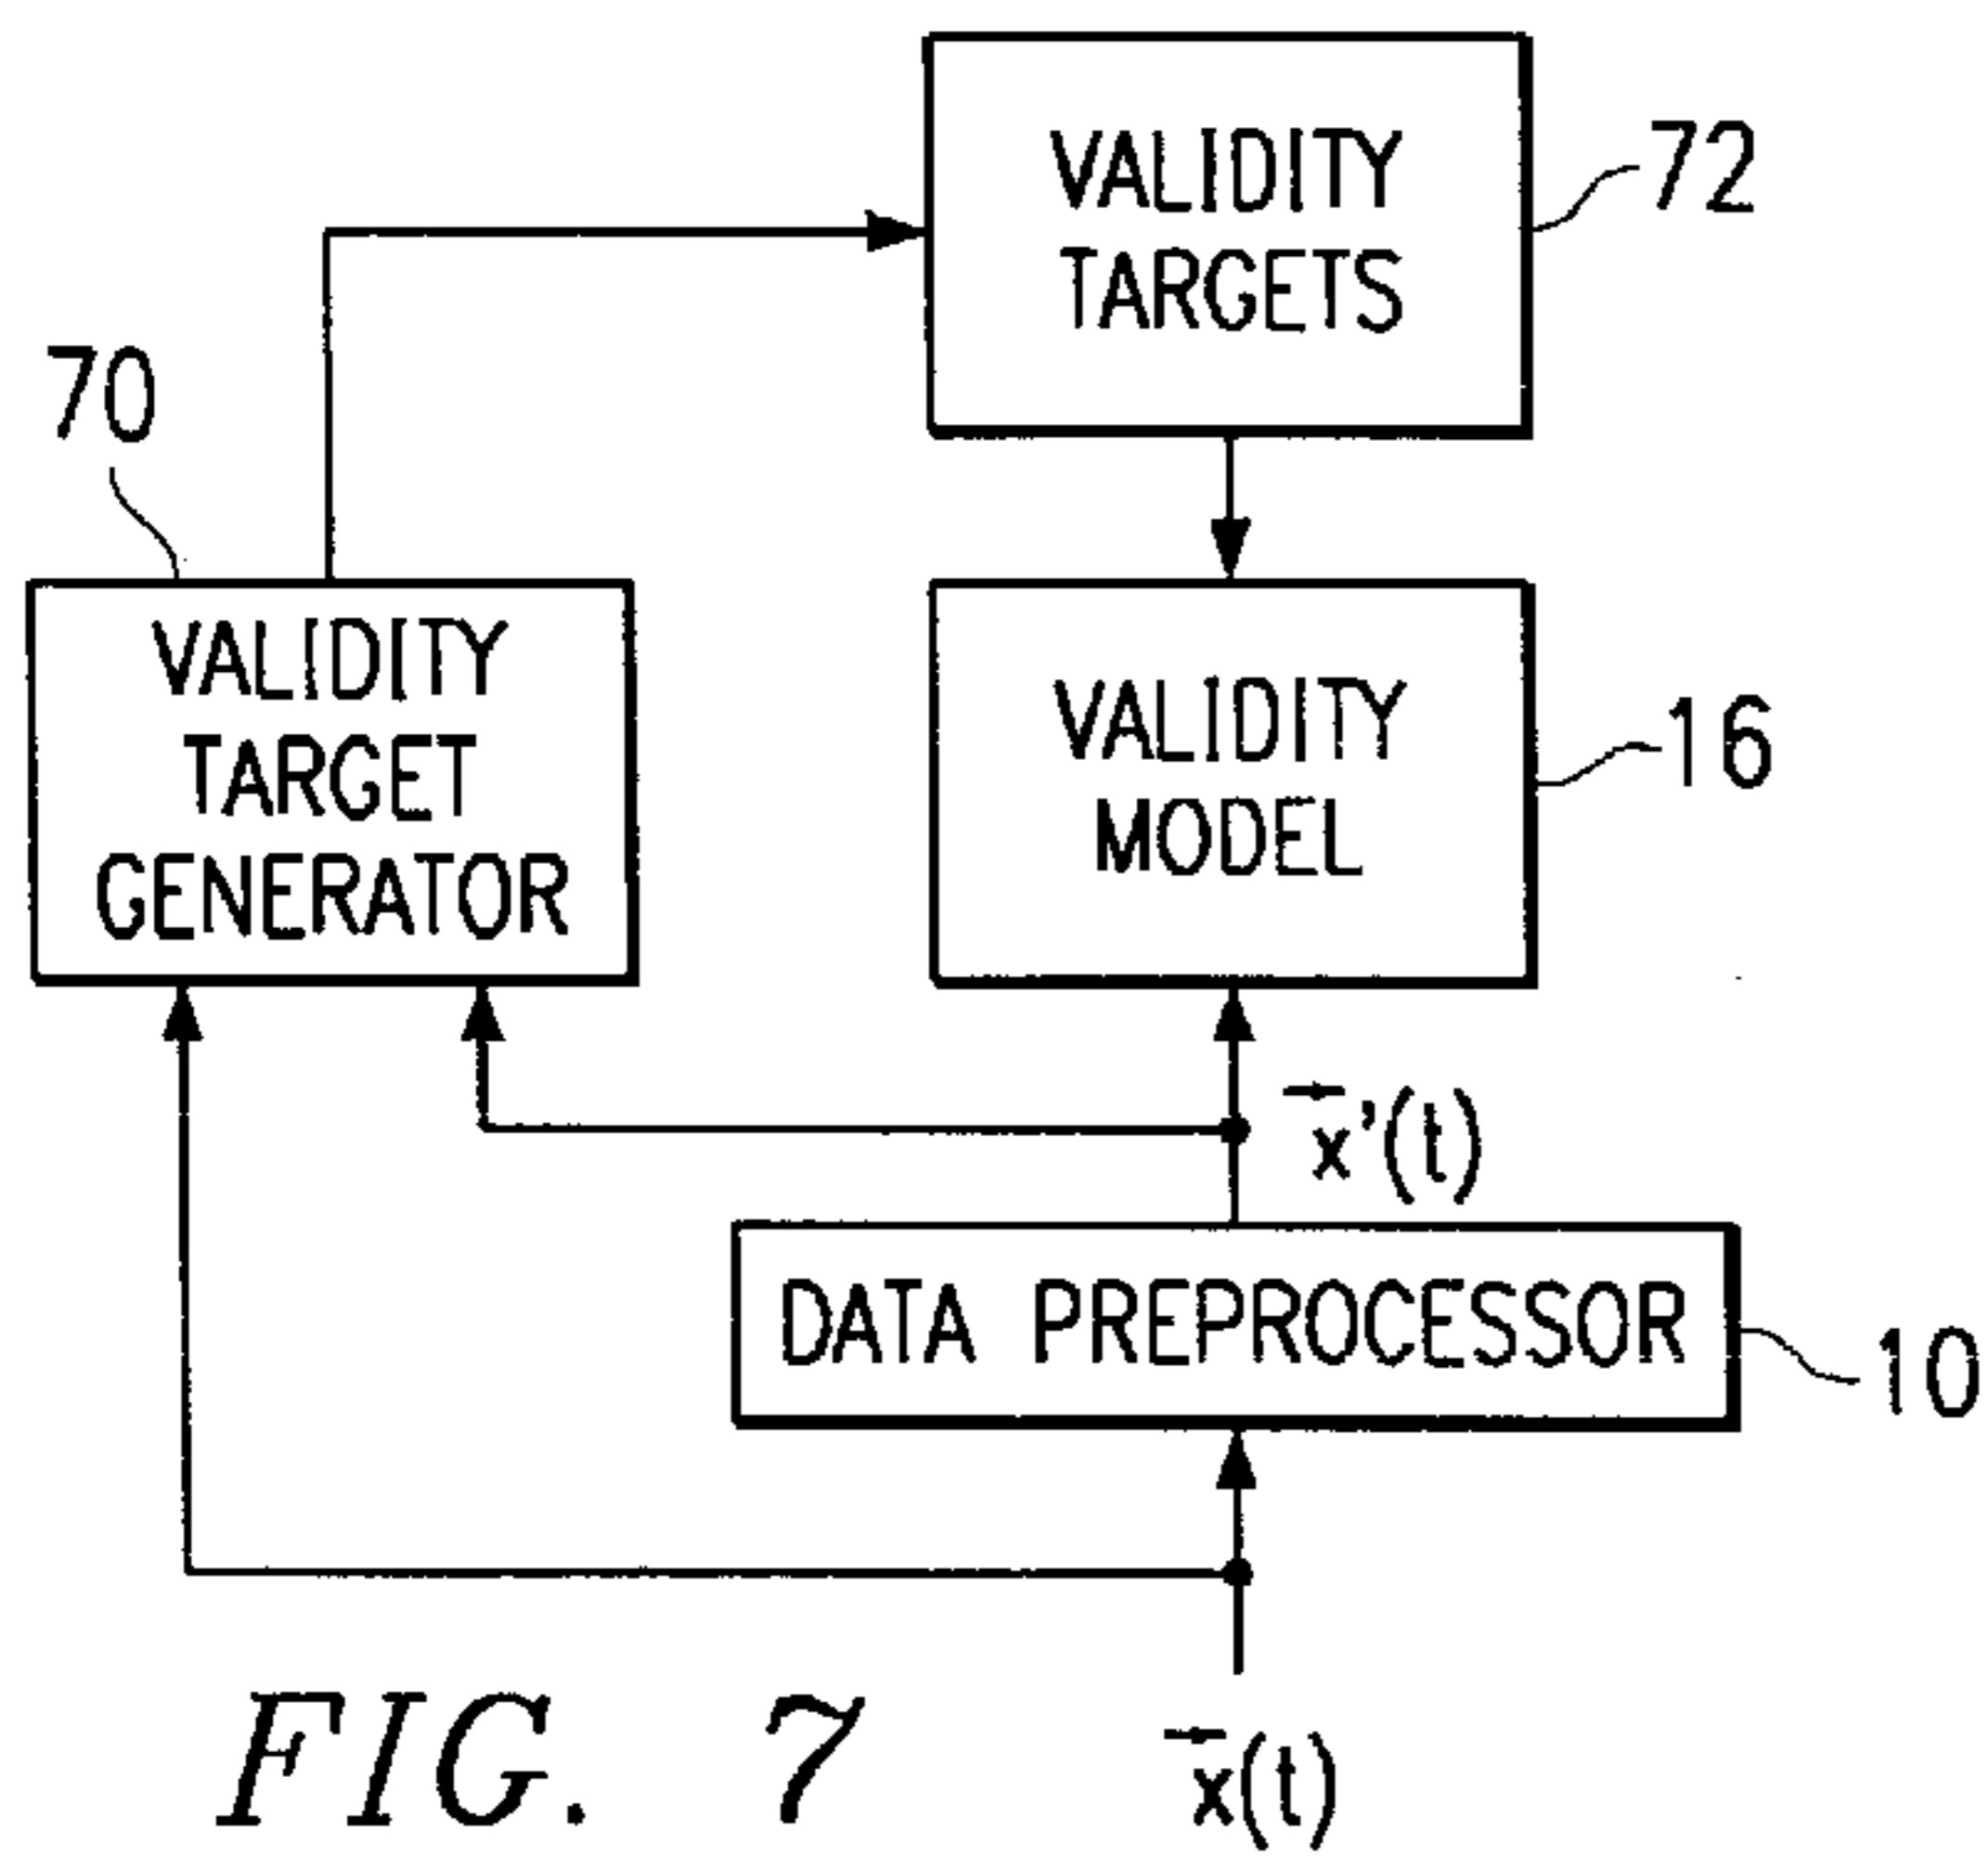 VALIDITY
TARGETS
72
70
VALIDITY
TARGET
GENERATOR
VALIDITY
MODEL
16
x⃗'(t)
DATA PREPROCESSOR
10
x⃗(t)
FIG. 7